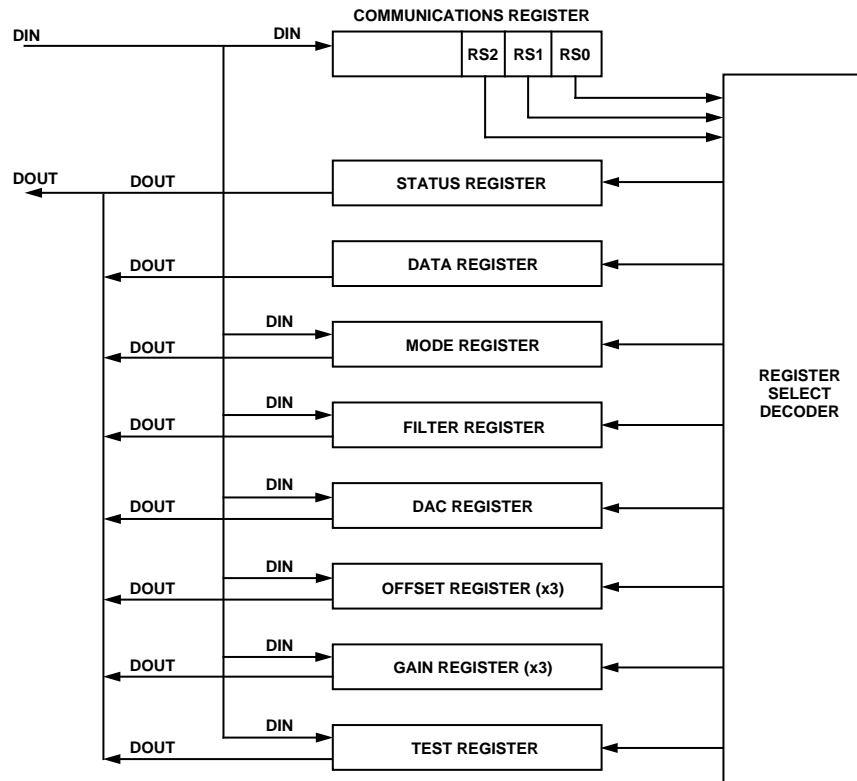 COMMUNICATIONS REGISTER
DIN
DIN
RS2 RS1 RS0
DOUT
DOUT
STATUS REGISTER
DOUT
DATA REGISTER
DIN
DOUT
MODE REGISTER
REGISTER
SELECT
DECODER
DIN
DOUT
FILTER REGISTER
DIN
DOUT
DAC REGISTER
DIN
DOUT
OFFSET REGISTER (x3)
DIN
DOUT
GAIN REGISTER (x3)
DIN
DOUT
TEST REGISTER